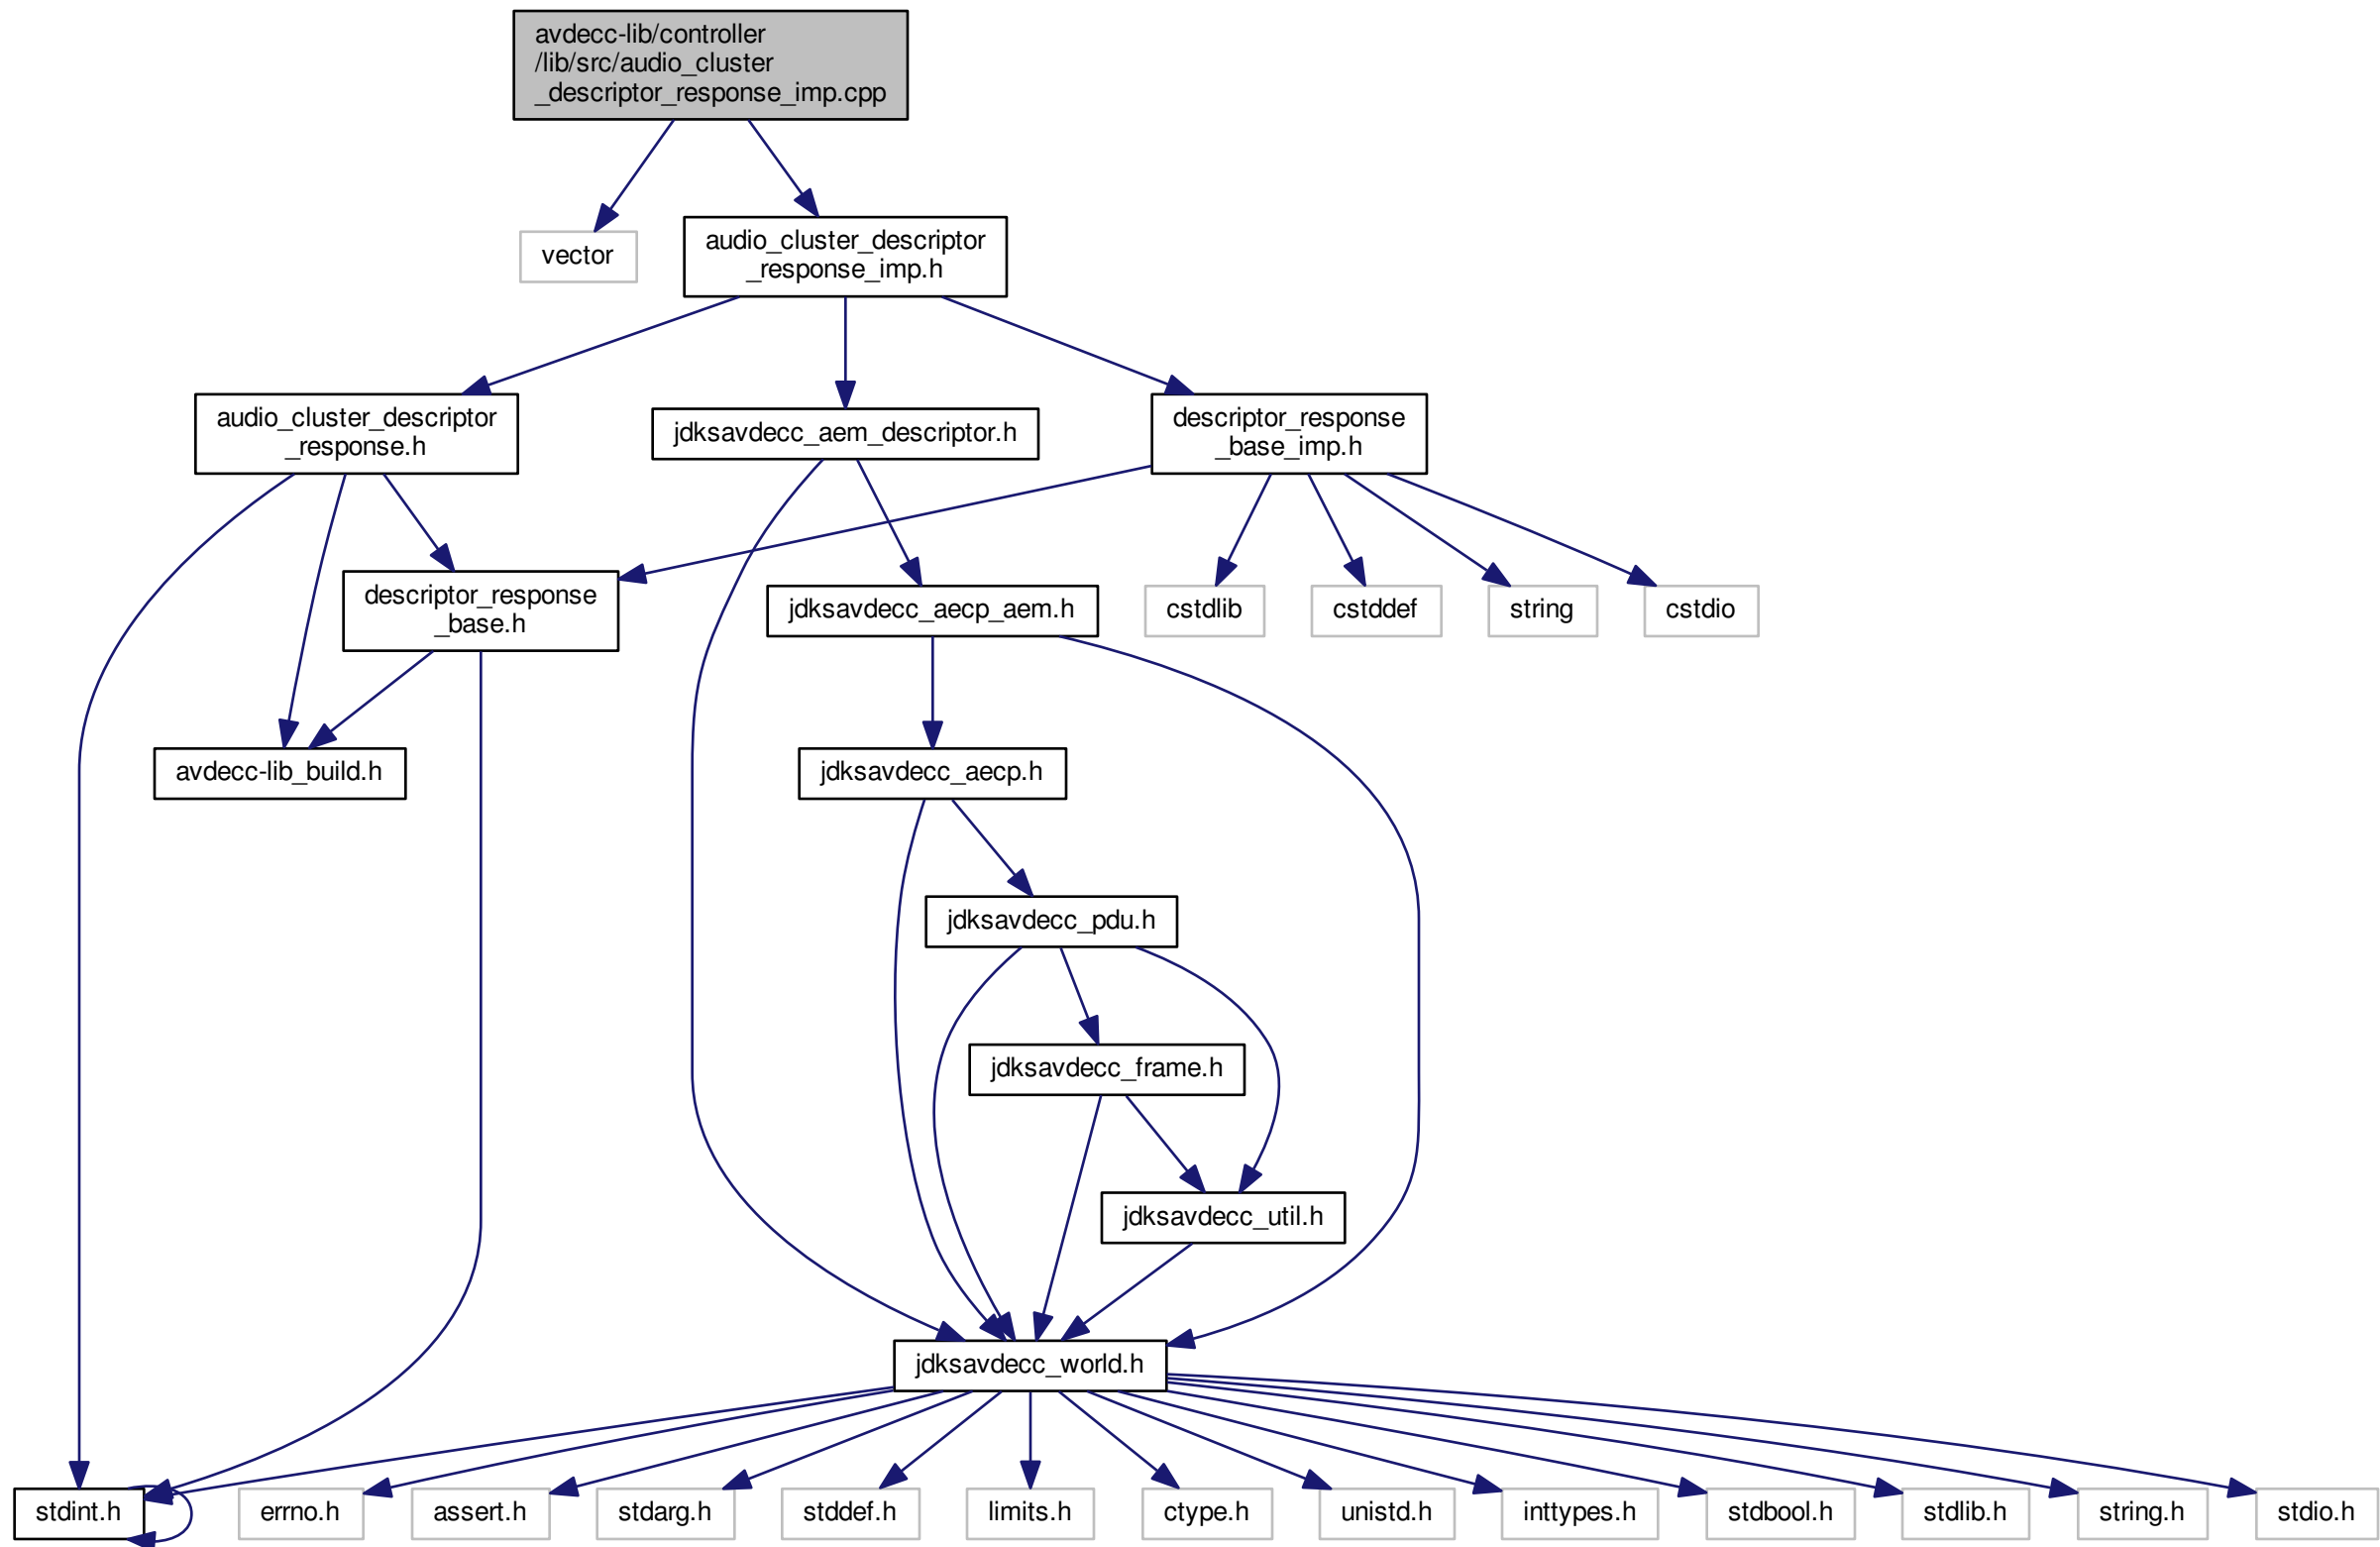 avdecc-lib/controller
/lib/src/audio_cluster
_descriptor_response_imp.cpp
vector
audio_cluster_descriptor
_response_imp.h
audio_cluster_descriptor
_response.h
jdksavdecc_aem_descriptor.h
descriptor_response
_base_imp.h
descriptor_response
_base.h
jdksavdecc_aecp_aem.h
cstdlib
cstddef
string
cstdio
avdecc-lib_build.h
jdksavdecc_aecp.h
jdksavdecc_pdu.h
jdksavdecc_frame.h
jdksavdecc_util.h
jdksavdecc_world.h
stdint.h
errno.h
assert.h
stdarg.h
stddef.h
limits.h
ctype.h
unistd.h
inttypes.h
stdbool.h
stdlib.h
string.h
stdio.h